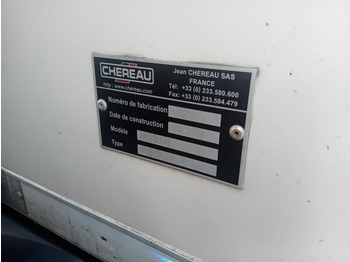 CHEREAU
http : www.chereau.com
Jean CHEREAU SAS
FRANCE
Tél: +33 (0) 233.580.600
Fax: +33 (0) 233.584.479
Numéro de fabrication
Date de construction
Modèle
Type